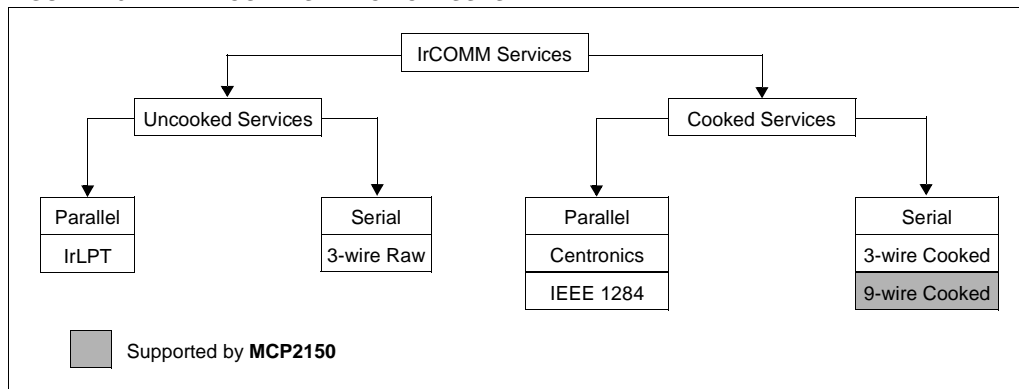 IrCOMM Services
Uncooked Services
Cooked Services
Parallel
IrLPT
Serial
3-wire Raw
Parallel
Centronics
IEEE 1284
Serial
3-wire Cooked
9-wire Cooked
Supported by MCP2150